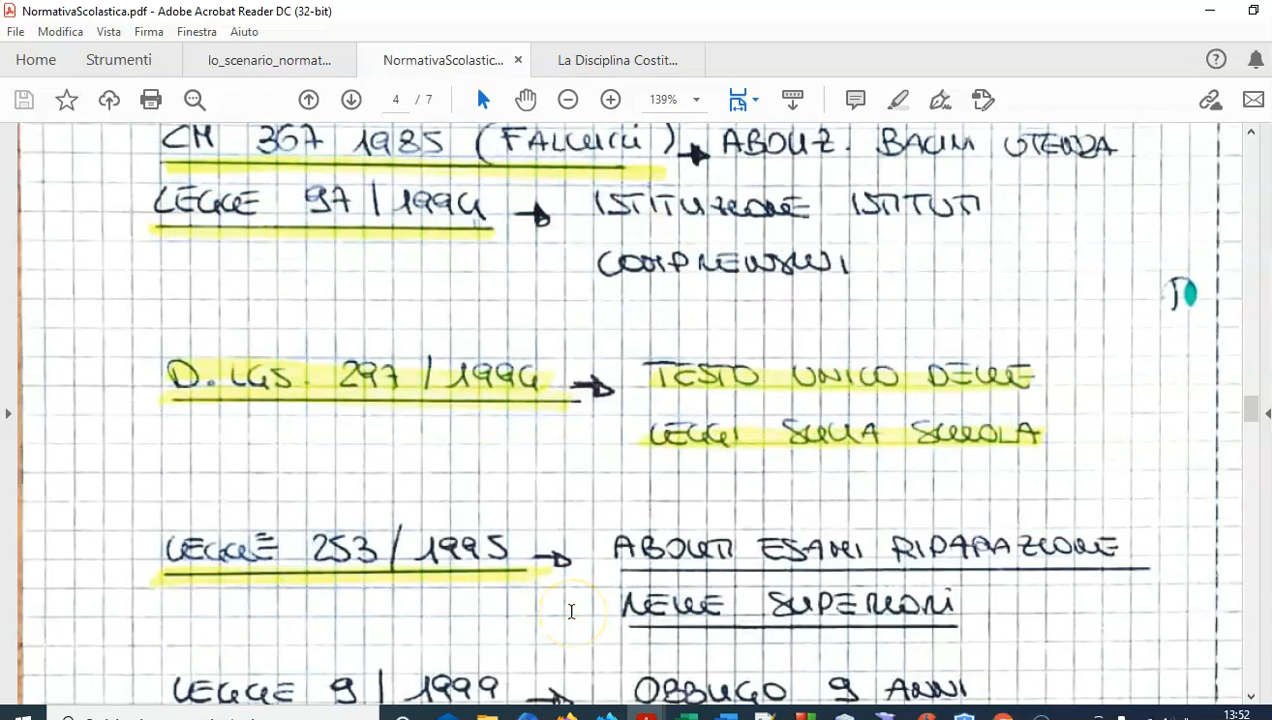 NormativaScolastica.pdf - Adobe Acrobat Reader DC (32-bit)
File Modifica Vista Firma Finestra Aiuto
Home Strumenti lo_scenario_normat... NormativaScolastic... × La Disciplina Costit...
4 / 7 139%
CM 367 1985 (FALCUCCI) → ABOLIZ. BACINI UTENZA
LEGGE 97/1994 → ISTITUZIONE ISTITUTI
COMPRENSIVI
D. LGS. 297/1994 → TESTO UNICO DELLE
LEGGI SULLA SCUOLA
LEGGE 253/1995 → ABOLITI ESAMI RIPARAZIONE
NELLE SUPERIORI
LEGGE 9/1999 → OBBLIGO 9 ANNI
13:52